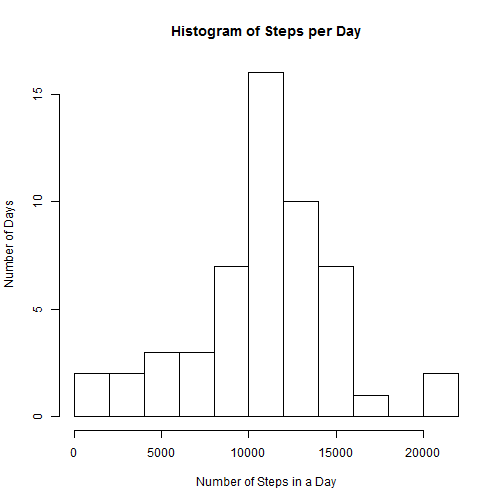 Histogram of Steps per Day
Number of Days
15
10
5
0
0 5000 10000 15000 20000
Number of Steps in a Day